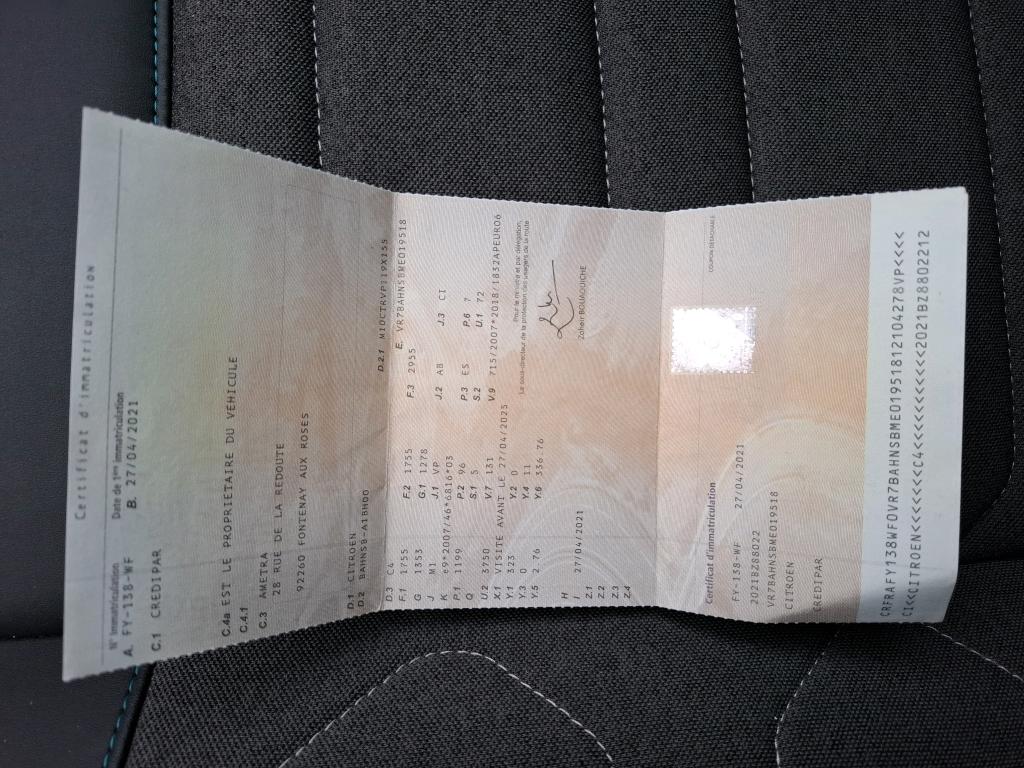 Certificat d'immatriculation
N° Immatriculation Date de 1ère immatriculation
A. FY-138-WF B. 27/04/2021
C.1 CREDIPAR
C.4a EST LE PROPRIETAIRE DU VÉHICULE
C.4.1
C.3 AMETRA
28 RUE DE LA REDOUTE
92260 FONTENAY AUX ROSES
D.1 CITROEN
D.2 BAHNSB-A1BH00 D.2.1 M10CTRVP119X155
D.3 C4 E. VR7BAHNSBME019518
F.1 1755 F.2 1755 F.3 2955
G 1353 G.1 1278
J M1 J.1 VP J.2 AB J.3 CI
K e9*2007/46*6816*03
P.1 1199 P.2 96 P.3 ES P.6 7
Q S.1 S.2 U.1 72
U.2 3750 V.7 131 V.9 715/2007*2018/1832APEURO6
X.1 VISITE AVANT LE 27/04/2025
Y.1 323 Y.2 0
Y.3 0 Y.4 11
Y.5 2.76 Y.6 336.76
Pour le ministre et par délégation,
Le sous-directeur de la protection des usagers de la route
H
I 27/04/2021
Zoheir BOUAOUICHE
Z.1
Z.2
Z.3
Z.4
COUPON DÉTACHABLE
Certificat d'immatriculation
FY-138-WF 27/04/2021
2021BZ88022
VR7BAHNSBME019518
CITROEN
CREDIPAR
CRFRAFY138WF0VR7BAHNSBME01951812104278VP<<<
CI<<CITROEN<<<<<<C4<<<<<<<<<<<2021BZ8802212